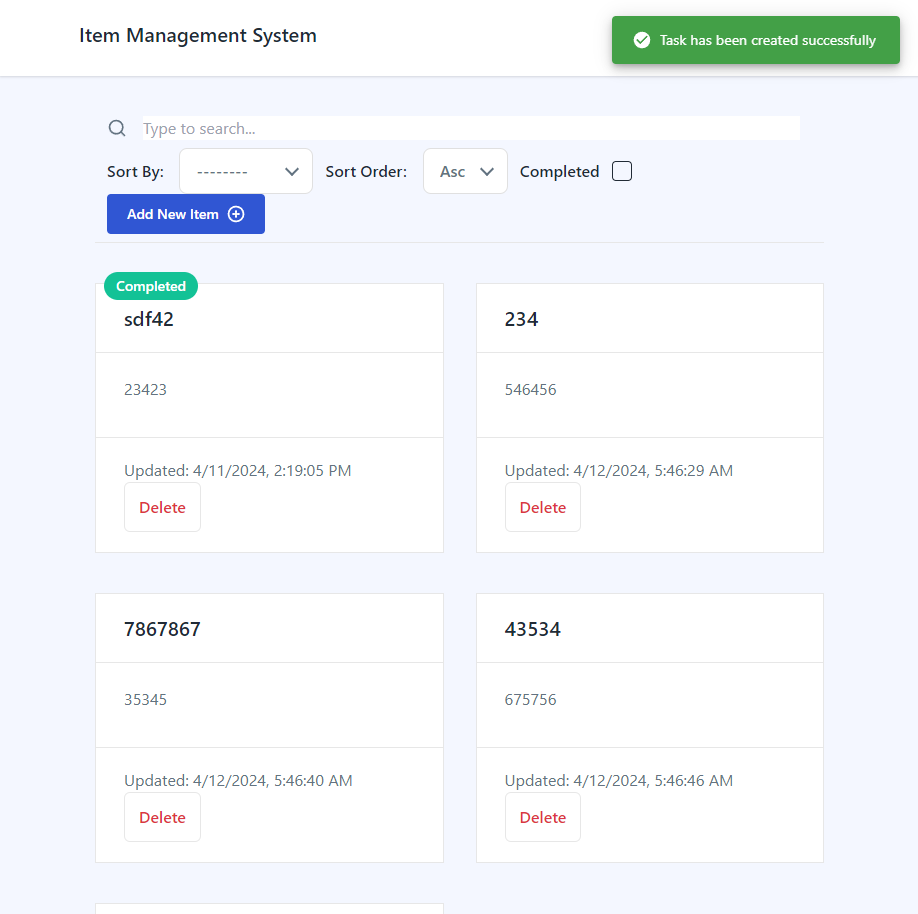 Item Management System
Task has been created successfully
Type to search...
Sort By: -------- Sort Order: Asc Completed
Add New Item
Completed
sdf42
23423
Updated: 4/11/2024, 2:19:05 PM
Delete
234
546456
Updated: 4/12/2024, 5:46:29 AM
Delete
7867867
35345
Updated: 4/12/2024, 5:46:40 AM
Delete
43534
675756
Updated: 4/12/2024, 5:46:46 AM
Delete